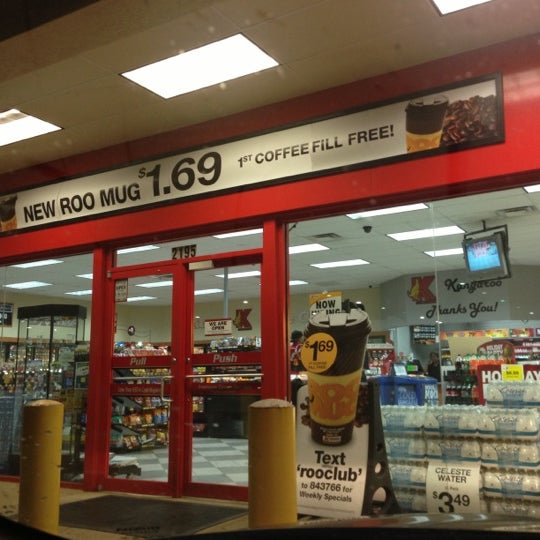 NEW ROO MUG $1.69 1ST COFFEE FILL FREE!
2195
WE ARE
OPEN
Pull
Push
NOW
K
Kangaroo
Thanks You!
$1.69
Text
'rooclub'
to 843766 for
Weekly Specials
CELESTE
WATER
$3.49